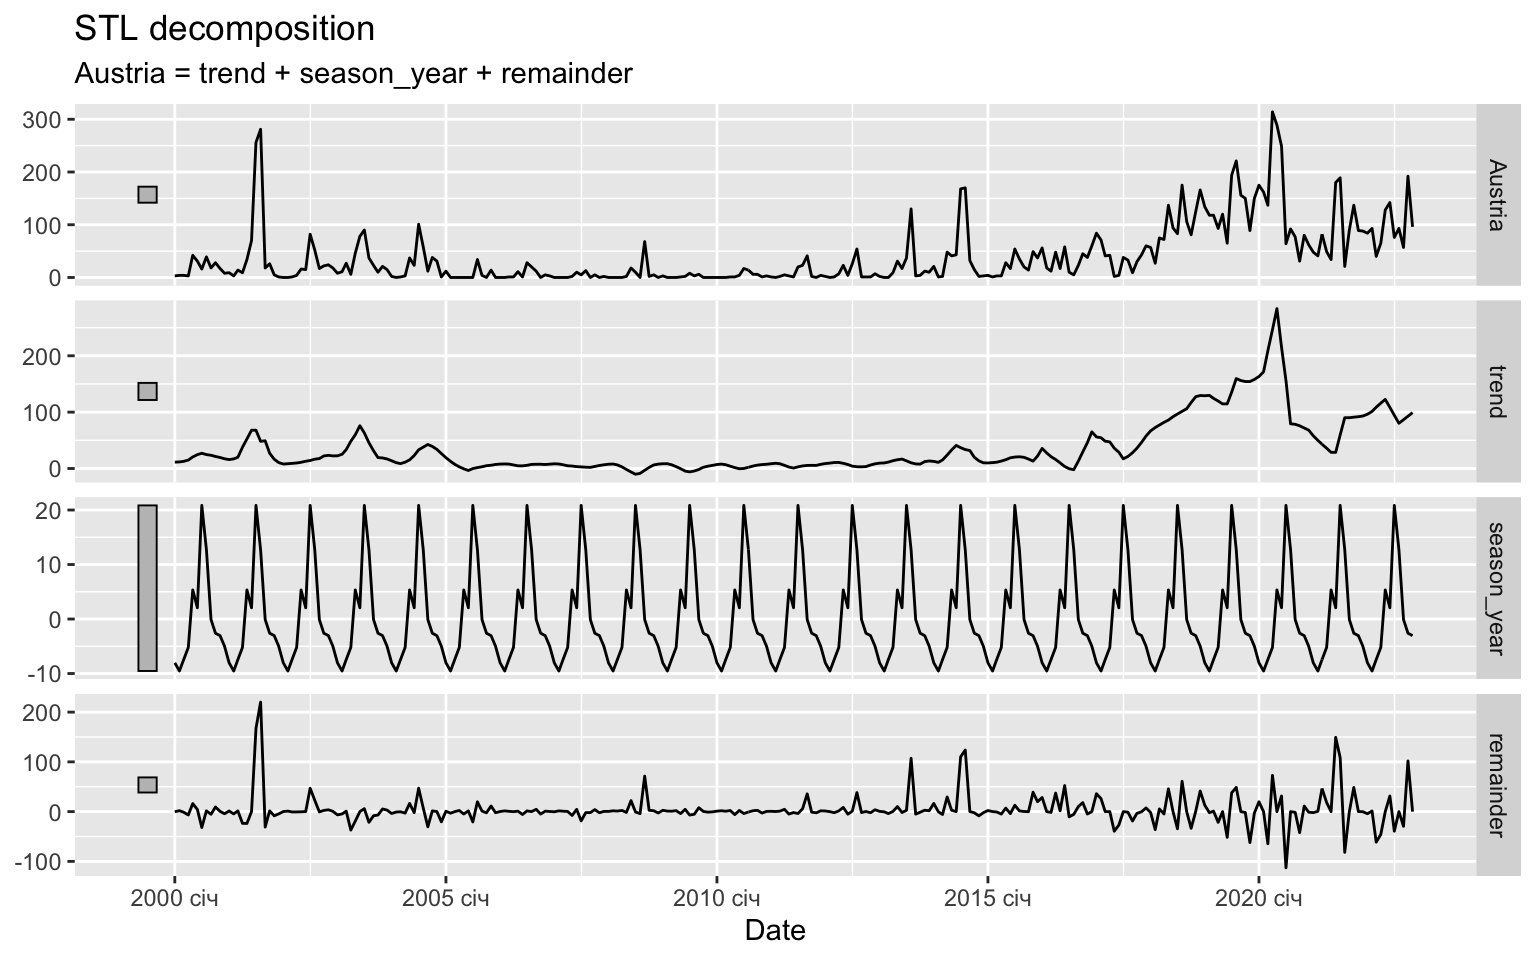 STL decomposition
Austria = trend + season_year + remainder
300
200
100
0
Austria
200
100
0
trend
20
10
0
-10
season_year
200
100
0
-100
remainder
2000 січ 2005 січ 2010 січ 2015 січ 2020 січ
Date